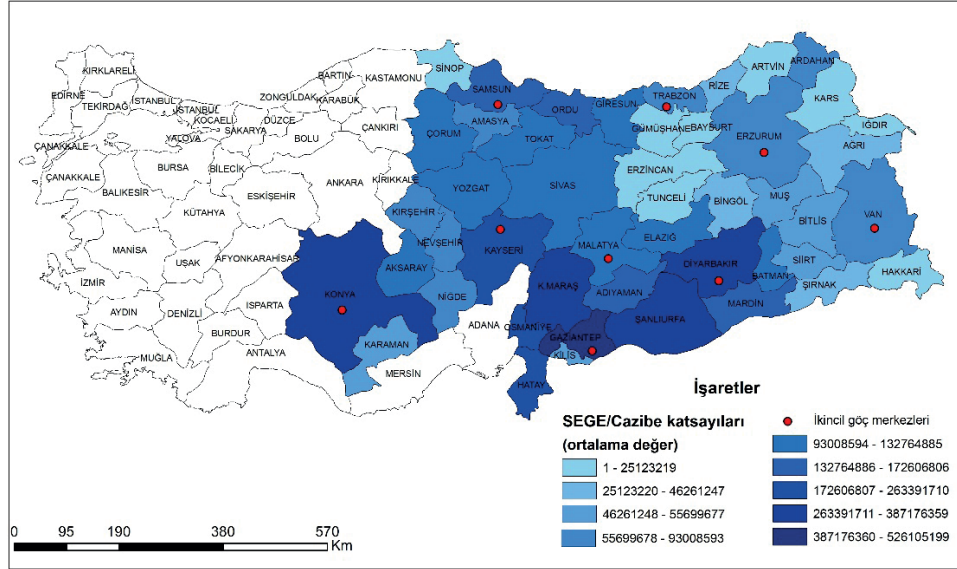 KIRKLARELİ
EDİRNE
TEKİRDAĞ
İSTANBUL
İSTANBUL
KOCAELİ
YALOVA
SAKARYA
DÜZCE
ZONGULDAK
BARTIN
KARABÜK
KASTAMONU
SİNOP
SAMSUN
ORDU
GİRESUN
TRABZON
RİZE
ARTVİN
ARDAHAN
KARS
IĞDIR
ÇANAKKALE
ÇANAKKALE
BALIKESİR
BURSA
BİLECİK
BOLU
ÇANKIRI
ÇORUM
AMASYA
TOKAT
GÜMÜŞHANE
BAYBURT
ERZURUM
AĞRI
ESKİŞEHİR
ANKARA
KIRIKKALE
YOZGAT
SİVAS
ERZİNCAN
TUNCELİ
BİNGÖL
MUŞ
BİTLİS
VAN
KÜTAHYA
MANİSA
UŞAK
AFYONKARAHİSAR
KIRŞEHİR
NEVŞEHİR
KAYSERİ
MALATYA
ELAZIĞ
DİYARBAKIR
BATMAN
SİİRT
ŞIRNAK
HAKKARİ
İZMİR
AYDIN
DENİZLİ
ISPARTA
BURDUR
KONYA
AKSARAY
NİĞDE
K.MARAŞ
ADIYAMAN
ŞANLIURFA
MARDİN
MUĞLA
ANTALYA
KARAMAN
MERSİN
ADANA
OSMANİYE
GAZİANTEP
KİLİS
HATAY
İşaretler
SEGE/Cazibe katsayıları
(ortalama değer)
1 - 25123219
25123220 - 46261247
46261248 - 55699677
55699678 - 93008593
İkincil göç merkezleri
93008594 - 132764885
132764886 - 172606806
172606807 - 263391710
263391711 - 387176359
387176360 - 526105199
0 95 190 380 570
Km